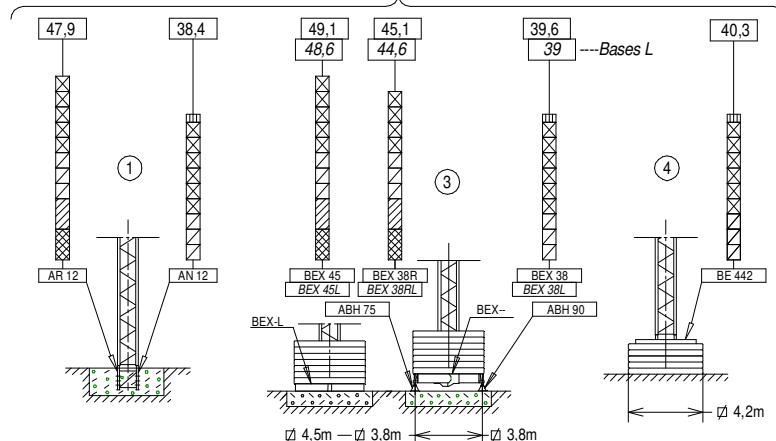 47,9
38,4
49,1
48,6
45,1
44,6
39,6
39 ----Bases L
40,3
1
3
4
AR 12
AN 12
BEX 45
BEX 45L
BEX 38R
BEX 38RL
BEX 38
BEX 38L
BE 442
ABH 75
BEX--
ABH 90
BEX-L
4.5m — 3.8m
3.8m
4,2m